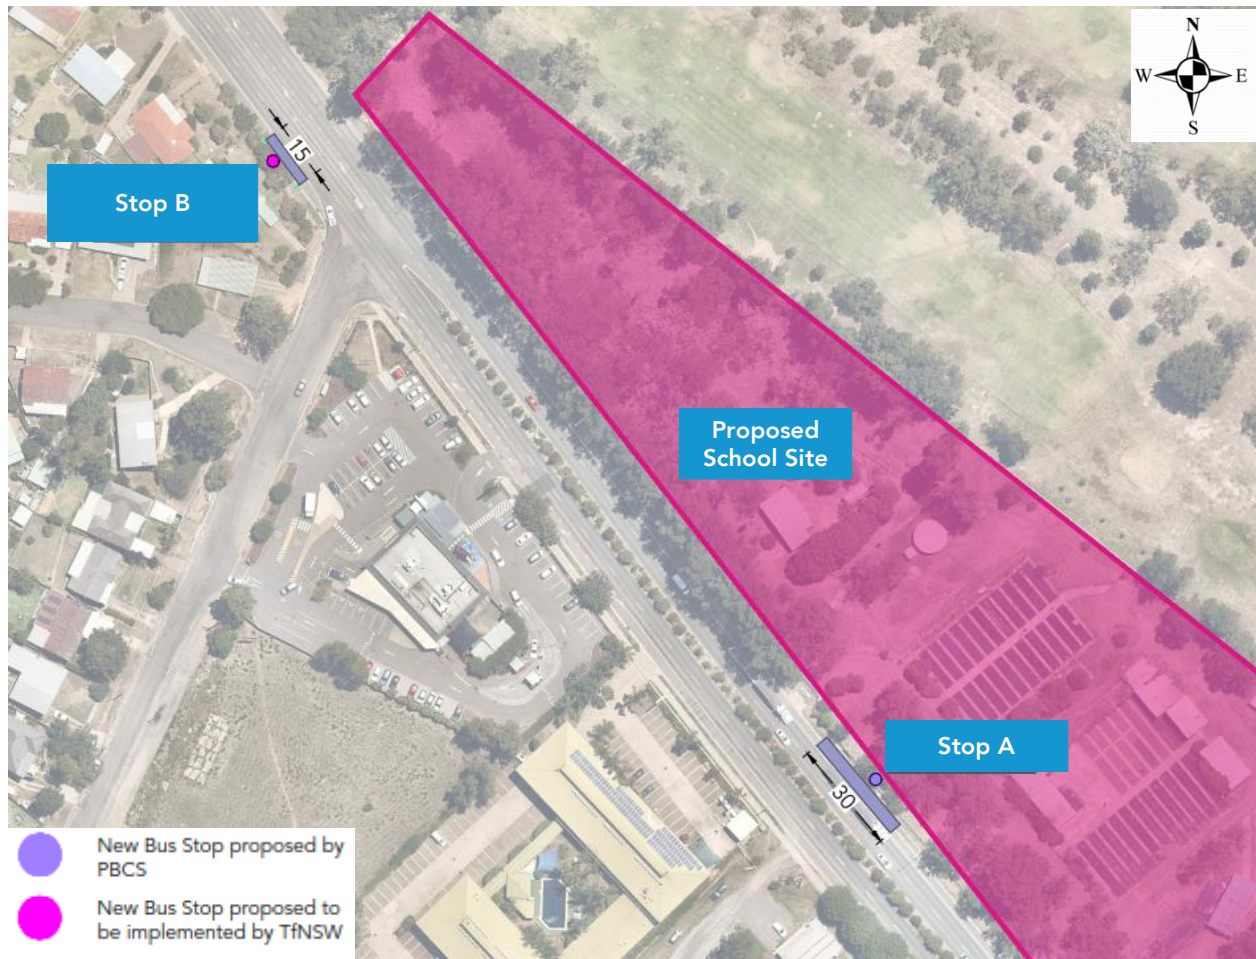 N
W E
S
15
Stop B
Proposed
School Site
Stop A
30
New Bus Stop proposed by
PBCS
New Bus Stop proposed to
be implemented by TfNSW